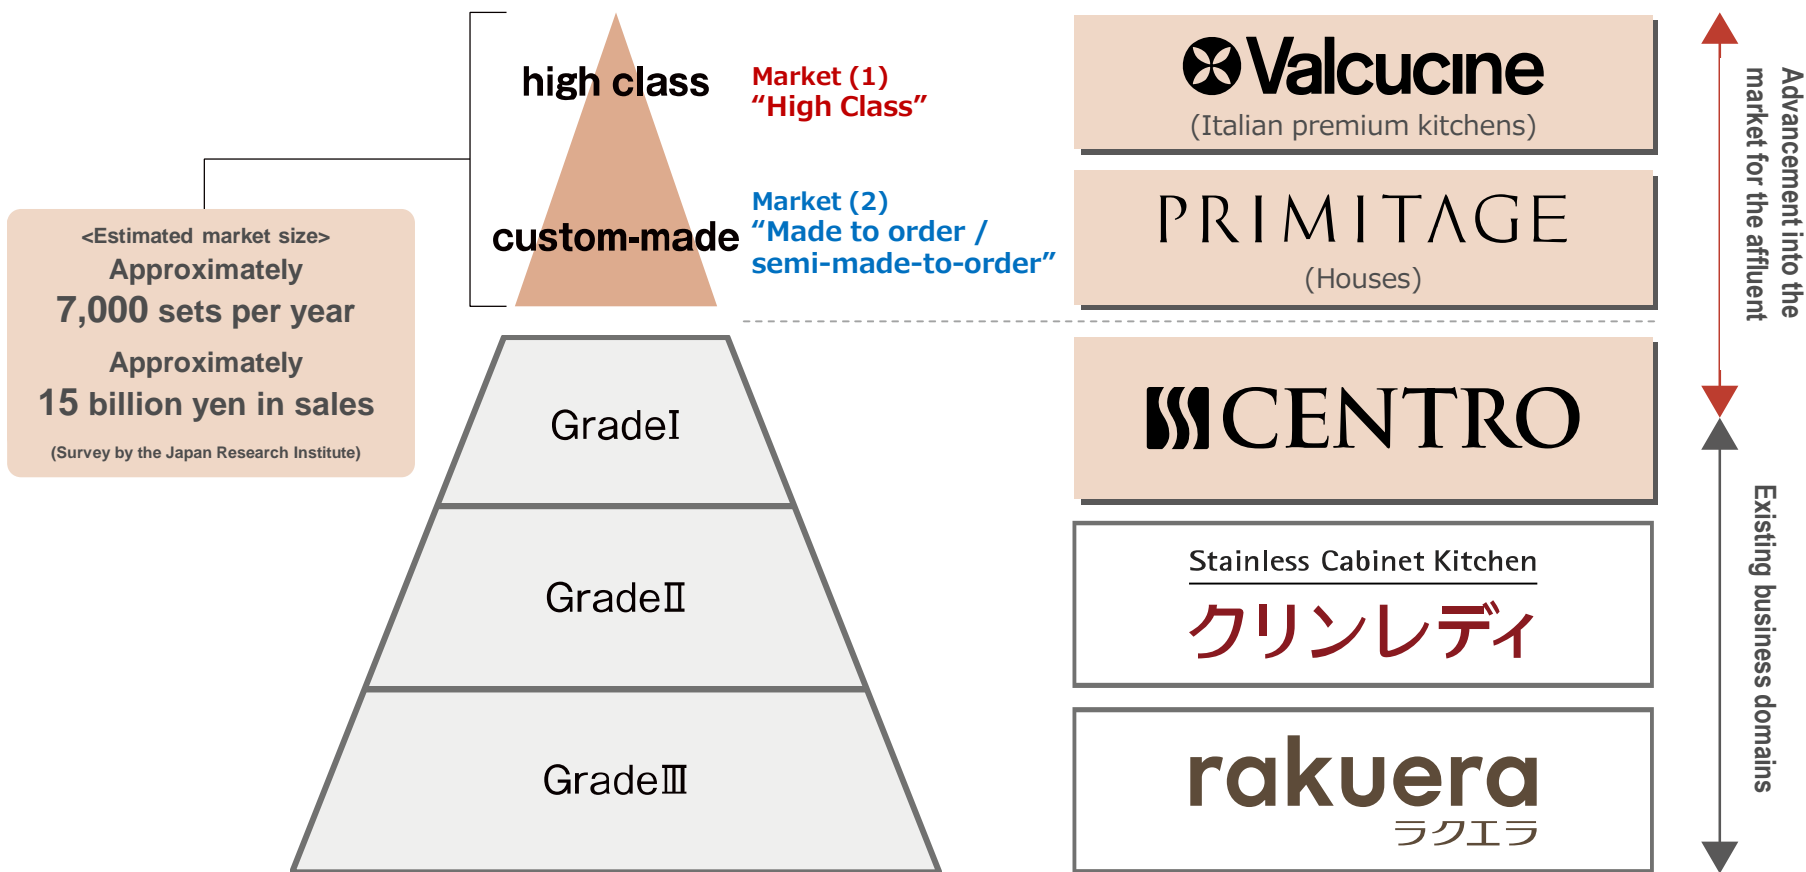 high class
custom-made
Market (1)
“High Class”
Market (2)
“Made to order /
semi-made-to-order”
<Estimated market size>
Approximately
7,000 sets per year
Approximately
15 billion yen in sales
(Survey by the Japan Research Institute)
GradeⅠ
GradeⅡ
GradeⅢ
Valcucine
(Italian premium kitchens)
PRIMITAGE
(Houses)
CENTRO
Stainless Cabinet Kitchen
クリンレディ
rakuera
ラクエラ
Advancement into the
market for the affluent
Existing business domains